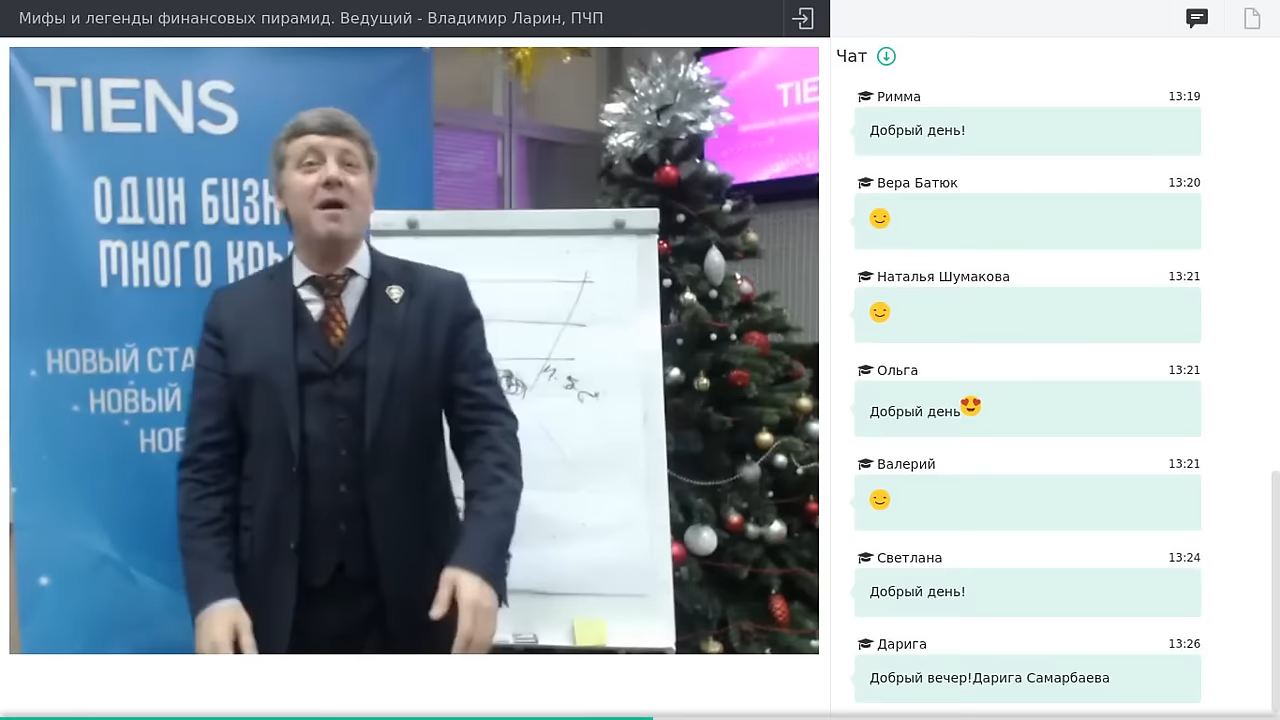 Мифы и легенды финансовых пирамид. Ведущий - Владимир Ларин, ПЧП
TIENS
ОДИН БИЗН
МНОГО КРЫ
НОВЫЙ СТА
НОВЫЙ
НОВ
TIE
Чат
Римма 13:19
Добрый день!
Вера Батюк 13:20
Наталья Шумакова 13:21
Ольга 13:21
Добрый день
Валерий 13:21
Светлана 13:24
Добрый день!
Дарига 13:26
Добрый вечер!Дарига Самарбаева